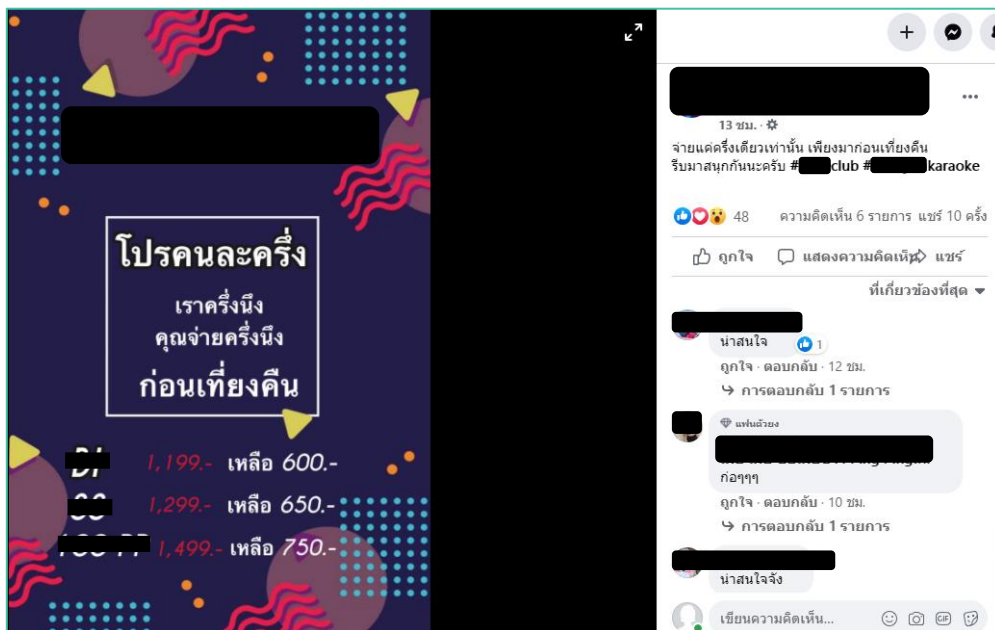 โปรคนละครึ่ง
เราครึ่งนึง
คุณจ่ายครึ่งนึง
ก่อนเที่ยงคืน
1,199.- เหลือ 600.-
1,299.- เหลือ 650.-
1,499.- เหลือ 750.-
13 ชม.
จ่ายแค่ครึ่งเดียวเท่านั้น เพียงมาก่อนเที่ยงคืน
รีบมาสนุกกันนะครับ # club # karaoke
48 ความคิดเห็น 6 รายการ แชร์ 10 ครั้ง
ถูกใจ แสดงความคิดเห็น แชร์
ที่เกี่ยวข้องที่สุด
น่าสนใจ 1
ถูกใจ · ตอบกลับ · 12 ชม.
การตอบกลับ 1 รายการ
แฟนตัวยง
ก่อๆๆๆ
ถูกใจ · ตอบกลับ · 10 ชม.
การตอบกลับ 1 รายการ
น่าสนใจจัง
เขียนความคิดเห็น...
GIF